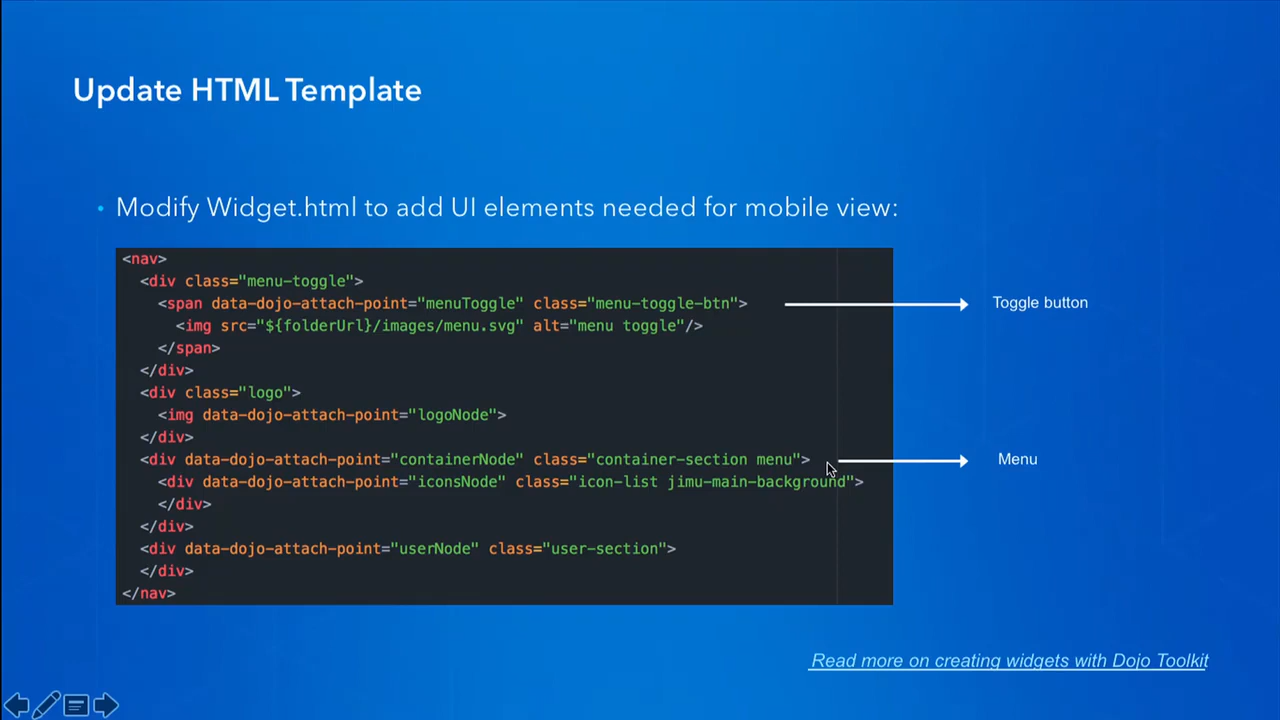 Update HTML Template
• Modify Widget.html to add UI elements needed for mobile view:
<nav>
<div class="menu-toggle">
<span data-dojo-attach-point="menuToggle" class="menu-toggle-btn">
Toggle button
<img src="${folderUrl}/images/menu.svg" alt="menu toggle"/>
</span>
</div>
<div class="logo">
<img data-dojo-attach-point="logoNode">
</div>
<div data-dojo-attach-point="containerNode" class="container-section menu">
Menu
<div data-dojo-attach-point="iconsNode" class="icon-list jimu-main-background">
</div>
</div>
<div data-dojo-attach-point="userNode" class="user-section">
</div>
</nav>
Read more on creating widgets with Dojo Toolkit